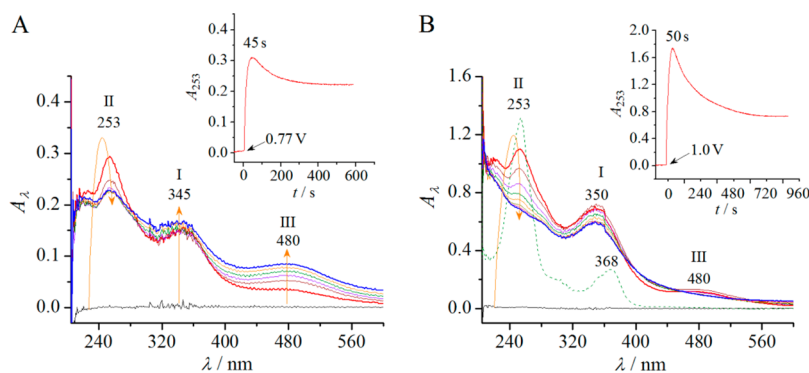 A
B
0.4
0.3
0.2
0.1
0.0
240
320
400
480
560
λ / nm
A_λ
II
253
I
345
III
480
0.4
0.3
0.2
0.1
0.0
0
200
400
600
t / s
A_253
45 s
0.77 V
1.6
1.2
0.8
0.4
0.0
240
320
400
480
560
λ / nm
A_λ
II
253
I
350
368
III
480
2.0
1.6
1.2
0.8
0.4
0.0
0
240
480
720
960
t / s
A_253
50 s
1.0 V